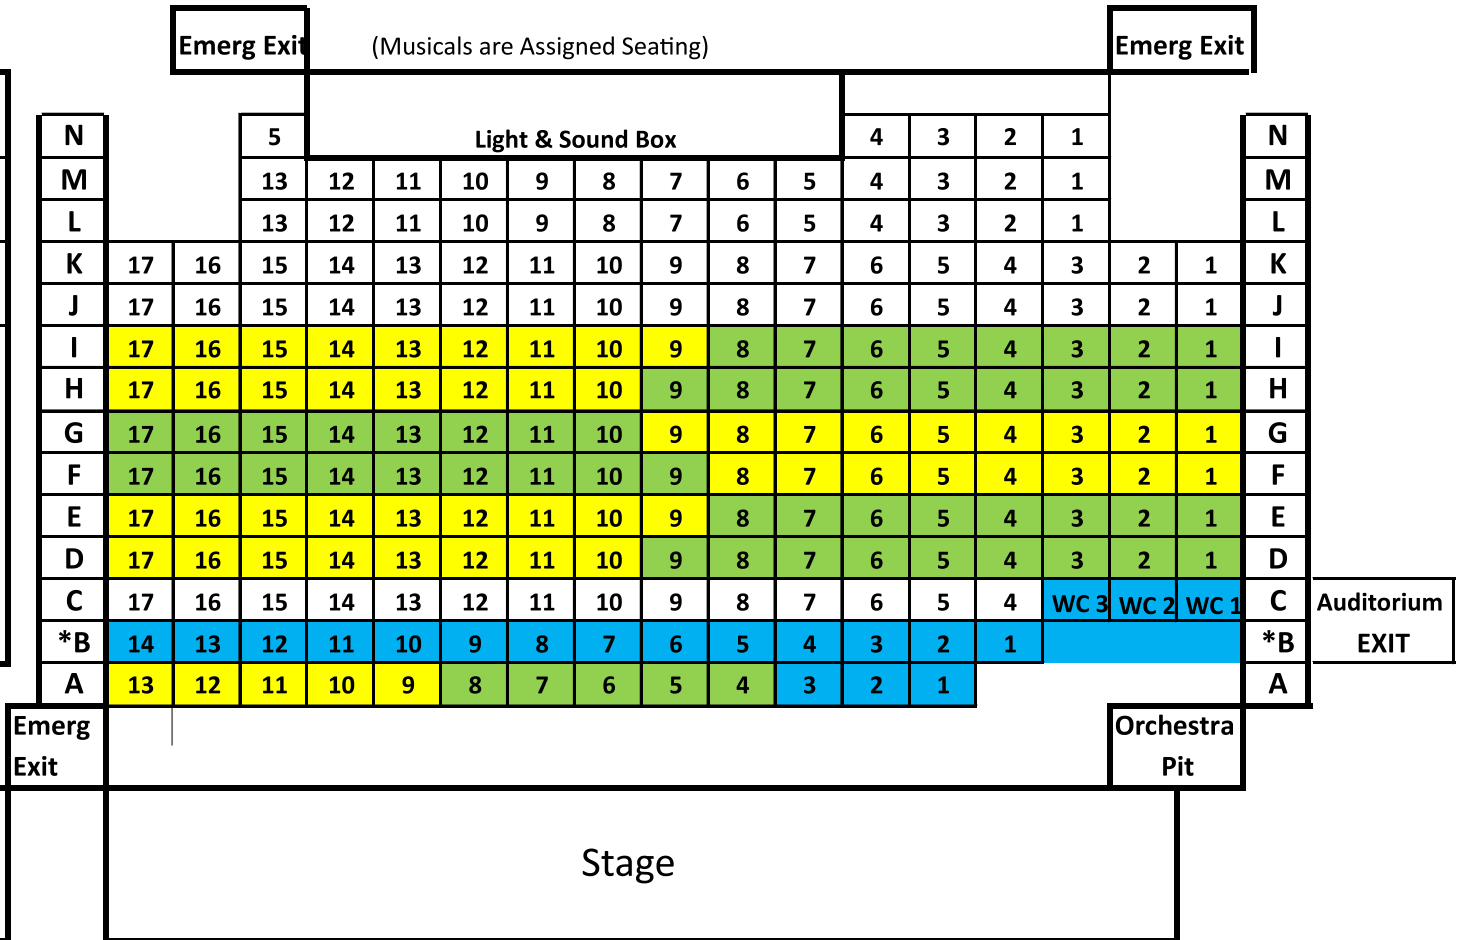 Emerg Exit (Musicals are Assigned Seating) Emerg Exit
N 5 Light & Sound Box 4 3 2 1 N
M 13 12 11 10 9 8 7 6 5 4 3 2 1 M
L 13 12 11 10 9 8 7 6 5 4 3 2 1 L
K 17 16 15 14 13 12 11 10 9 8 7 6 5 4 3 2 1 K
J 17 16 15 14 13 12 11 10 9 8 7 6 5 4 3 2 1 J
I 17 16 15 14 13 12 11 10 9 8 7 6 5 4 3 2 1 I
H 17 16 15 14 13 12 11 10 9 8 7 6 5 4 3 2 1 H
G 17 16 15 14 13 12 11 10 9 8 7 6 5 4 3 2 1 G
F 17 16 15 14 13 12 11 10 9 8 7 6 5 4 3 2 1 F
E 17 16 15 14 13 12 11 10 9 8 7 6 5 4 3 2 1 E
D 17 16 15 14 13 12 11 10 9 8 7 6 5 4 3 2 1 D
C 17 16 15 14 13 12 11 10 9 8 7 6 5 4 WC 3 WC 2 WC 1 C Auditorium
*B 14 13 12 11 10 9 8 7 6 5 4 3 2 1 *B EXIT
A 13 12 11 10 9 8 7 6 5 4 3 2 1 A
Emerg Orchestra
Exit Pit
Stage